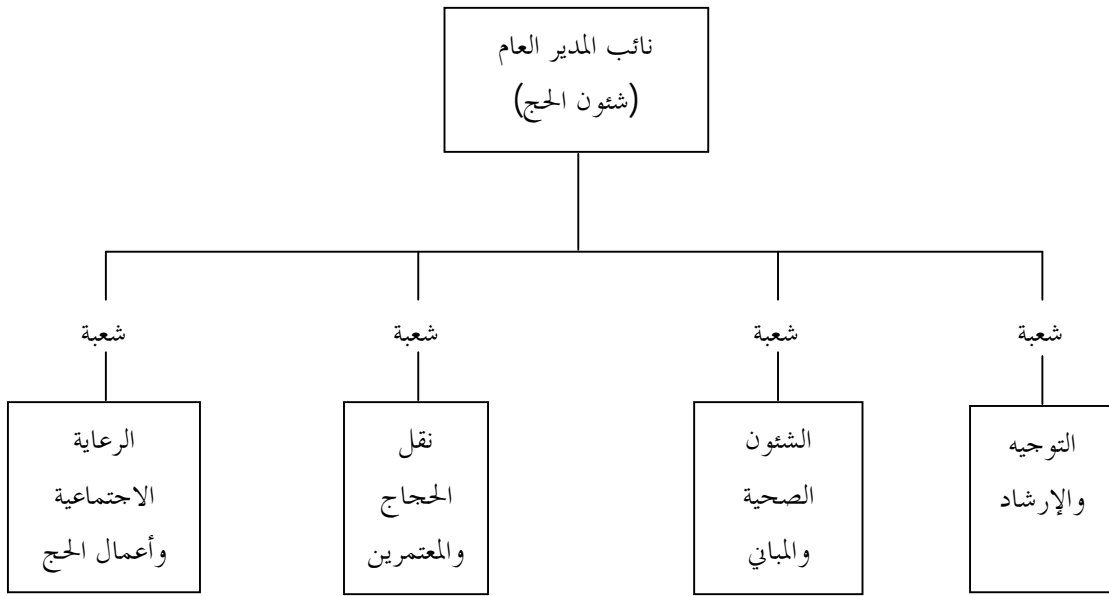 نائب المدير العام
(شئون الحج)
شعبة
شعبة
شعبة
شعبة
التوجيه
والإرشاد
الشئون
الصحية
والمباني
نقل
الحجاج
والمعتمرين
الرعاية
الاجتماعية
وأعمال الحج